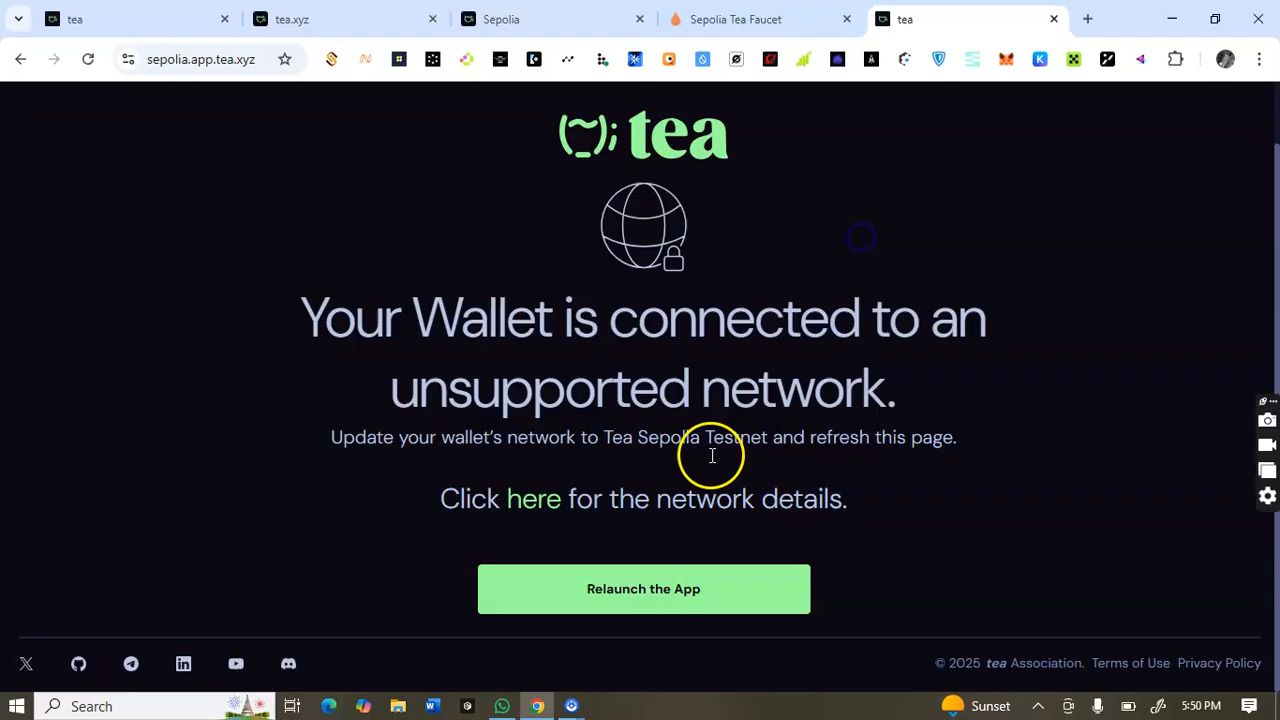 tea
tea.xyz
Sepolia
Sepolia Tea Faucet
tea
sepolia.app.tea.xyz
tea
Your Wallet is connected to an
unsupported network.
Update your wallet's network to Tea Sepolia Testnet and refresh this page.
Click here for the network details.
Relaunch the App
© 2025 tea Association. Terms of Use Privacy Policy
Search
Sunset
5:50 PM